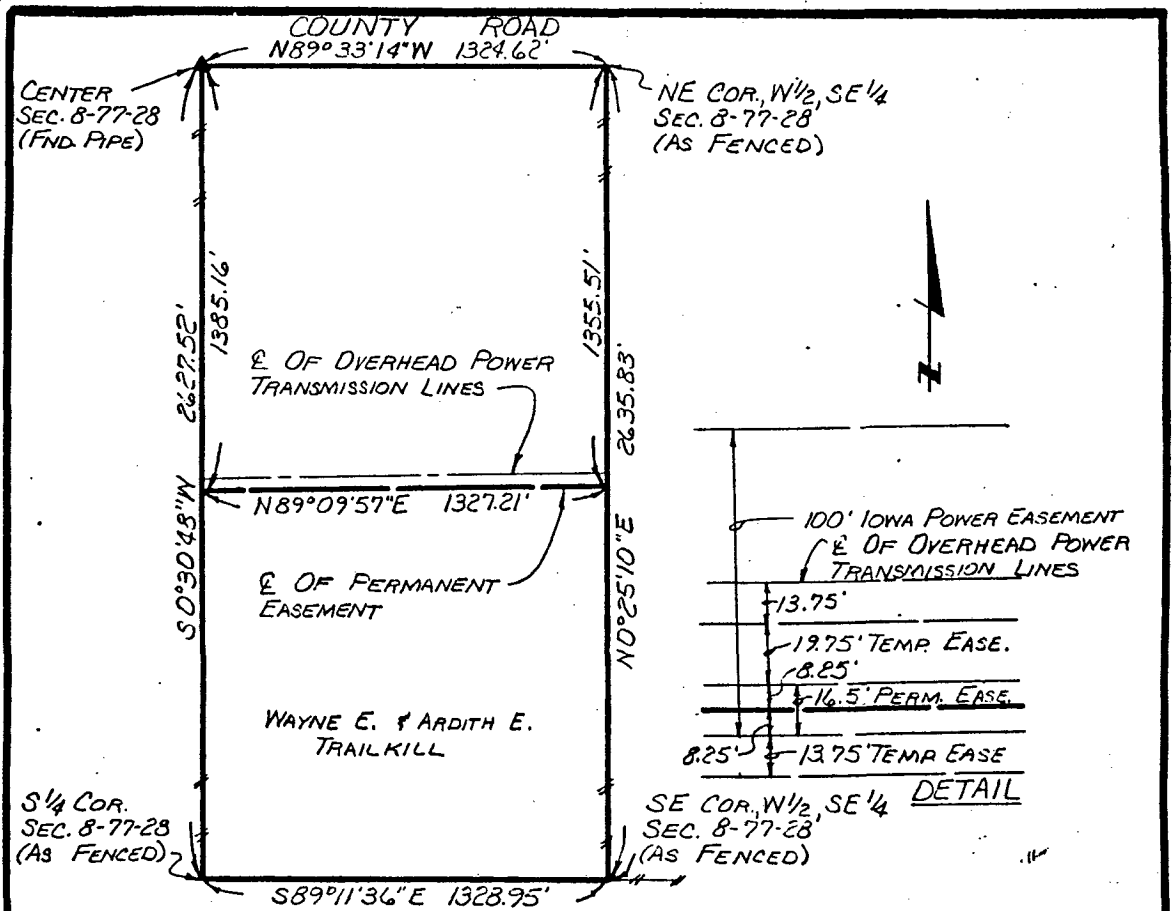 COUNTY ROAD
N89°33'14"W 1324.62'
CENTER
SEC. 8-77-28
(FND. PIPE)
NE COR., W½, SE¼
SEC. 8-77-28
(AS FENCED)
2627.52'
1385.16'
1355.51'
2635.83'
℄ OF OVERHEAD POWER
TRANSMISSION LINES
N89°09'57"E 1327.21'
℄ OF PERMANENT
EASEMENT
S0°30'48"W
N0°25'10"E
WAYNE E. & ARDITH E.
TRAILKILL
S¼ COR.
SEC. 8-77-28
(AS FENCED)
SE COR., W½, SE¼
SEC. 8-77-28
(AS FENCED)
S89°11'36"E 1328.95'
N
100' IOWA POWER EASEMENT
℄ OF OVERHEAD POWER
TRANSMISSION LINES
13.75'
19.75' TEMP. EASE.
8.25'
16.5' PERM. EASE.
8.25'
13.75' TEMP. EASE
DETAIL